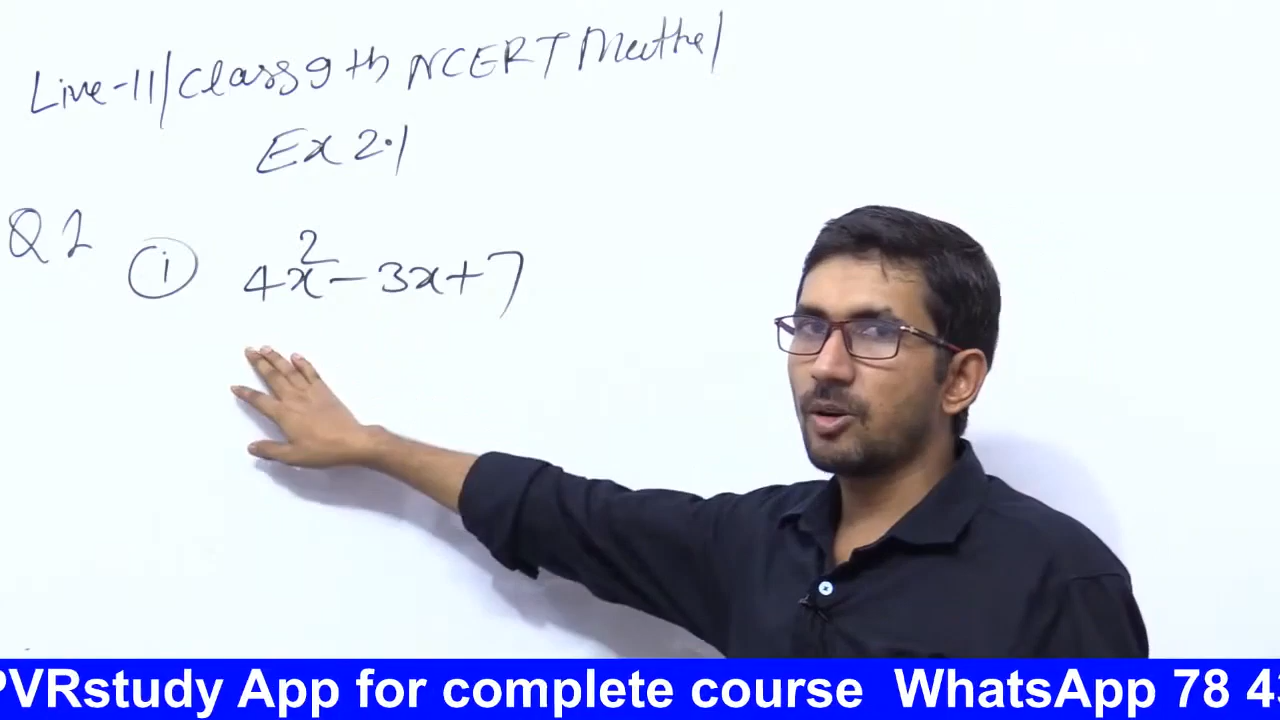 Live-11/Class 9th NCERT Maths/
Ex 2.1
Q 1
i 4x²-3x+7
PVRstudy App for complete course WhatsApp 78 4